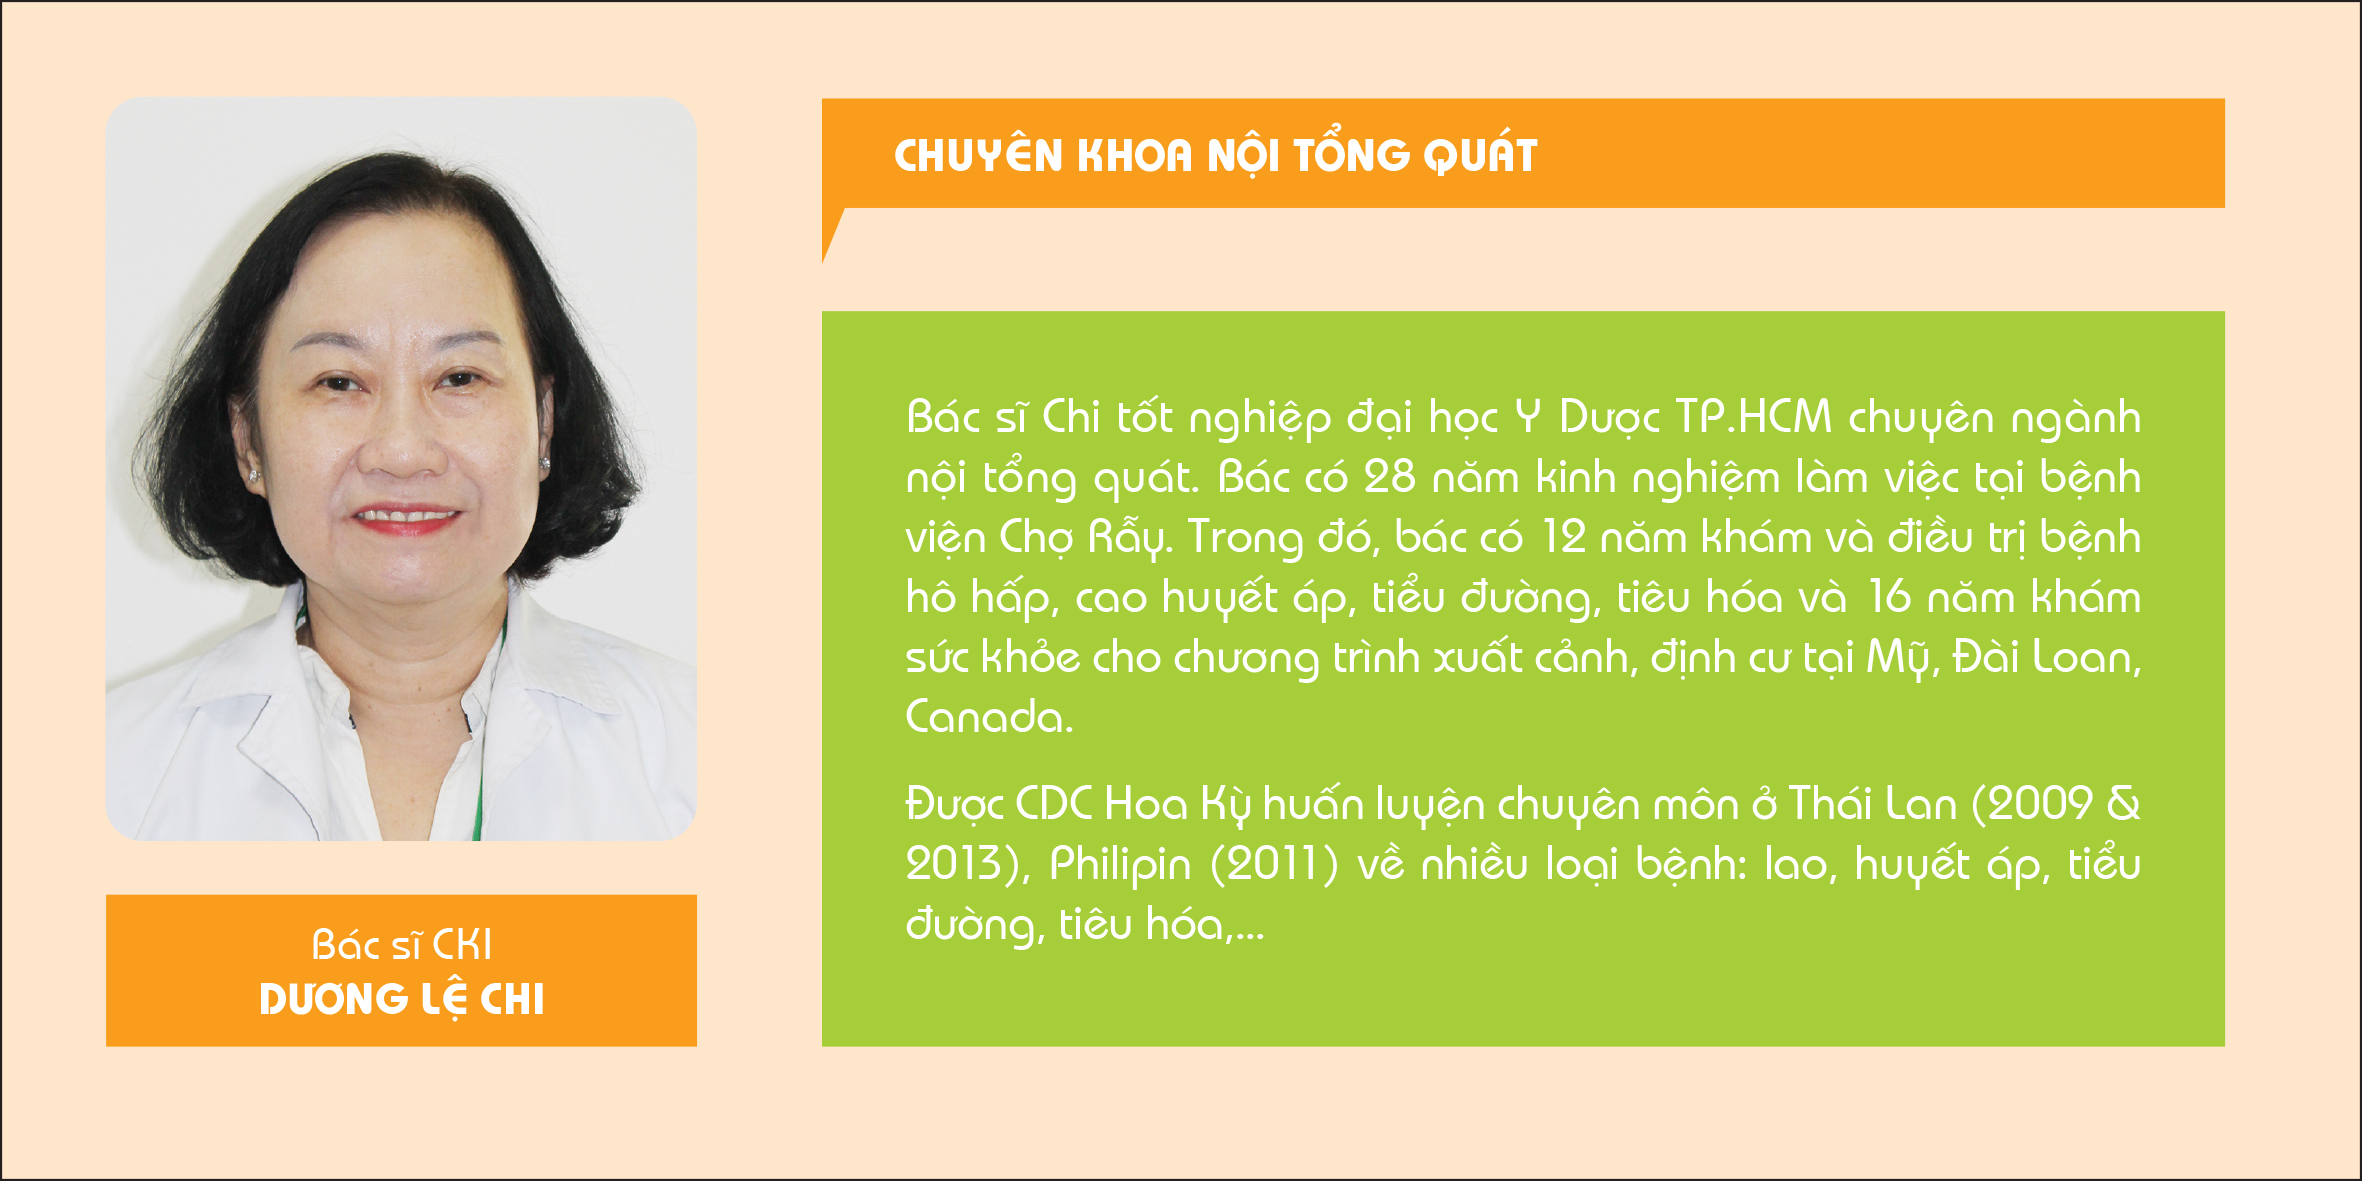 CHUYÊN KHOA NỘI TỔNG QUÁT
Bác sĩ Chi tốt nghiệp đại học Y Dược TP.HCM chuyên ngành
nội tổng quát. Bác có 28 năm kinh nghiệm làm việc tại bệnh
viện Chợ Rẫy. Trong đó, bác có 12 năm khám và điều trị bệnh
hô hấp, cao huyết áp, tiểu đường, tiêu hóa và 16 năm khám
sức khỏe cho chương trình xuất cảnh, định cư tại Mỹ, Đài Loan,
Canada.
Được CDC Hoa Kỳ huấn luyện chuyên môn ở Thái Lan (2009 &
2013), Philipin (2011) về nhiều loại bệnh: lao, huyết áp, tiểu
đường, tiêu hóa,...
Bác sĩ CKI
DƯƠNG LỆ CHI